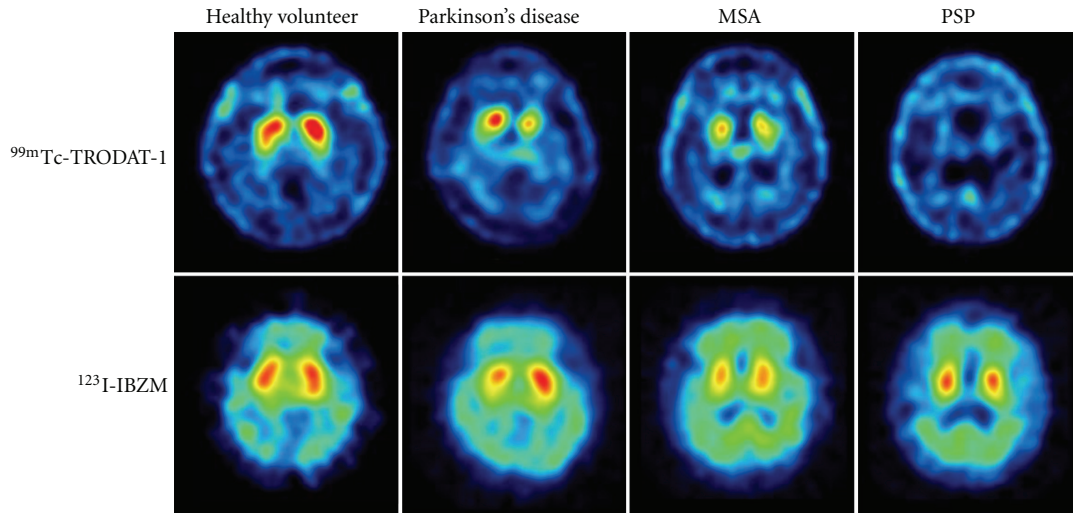 Healthy volunteer Parkinson's disease MSA PSP
⁹⁹ᵐTc-TRODAT-1
¹²³I-IBZM